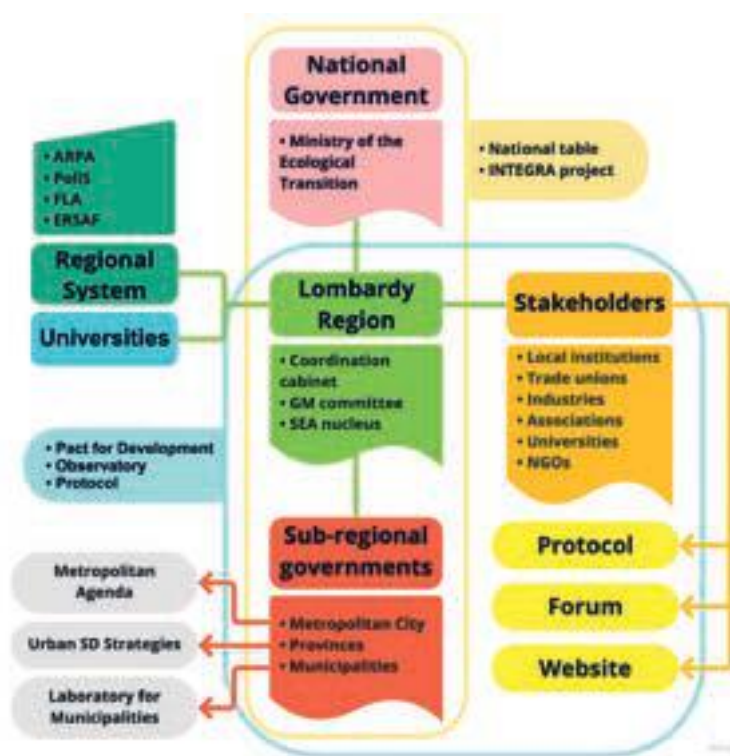 National
Government
• Ministry of the
Ecological
Transition
• National table
• INTEGRA project
• ARPA
• PoliS
• FLA
• ERSAF
Regional
System
Universities
Lombardy
Region
• Coordination
cabinet
• GM committee
• SEA nucleus
Stakeholders
• Local institutions
• Trade unions
• Industries
• Associations
• Universities
• NGOs
• Pact for Development
• Observatory
• Protocol
Sub-regional
governments
• Metropolitan City
• Provinces
• Municipalities
Metropolitan
Agenda
Urban SD Strategies
Laboratory for
Municipalities
Protocol
Forum
Website